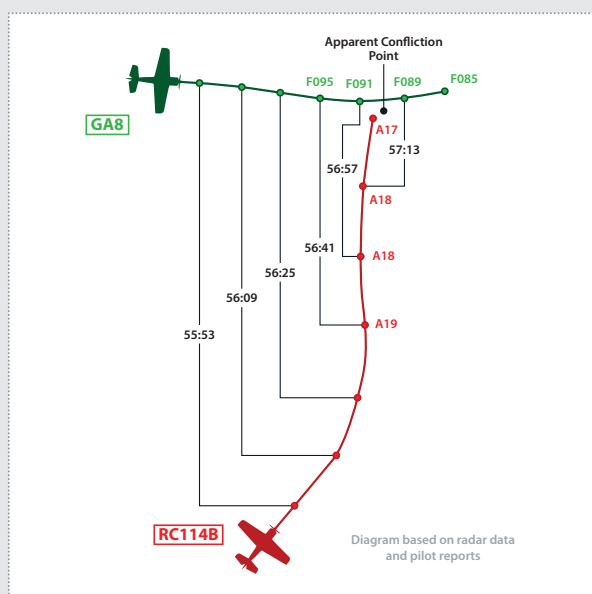 Apparent Confliction
Point
F095
F091
F089
F085
GA8
A17
57:13
56:57
A18
56:41
A18
56:25
56:09
A19
55:53
RC114B
Diagram based on radar data
and pilot reports